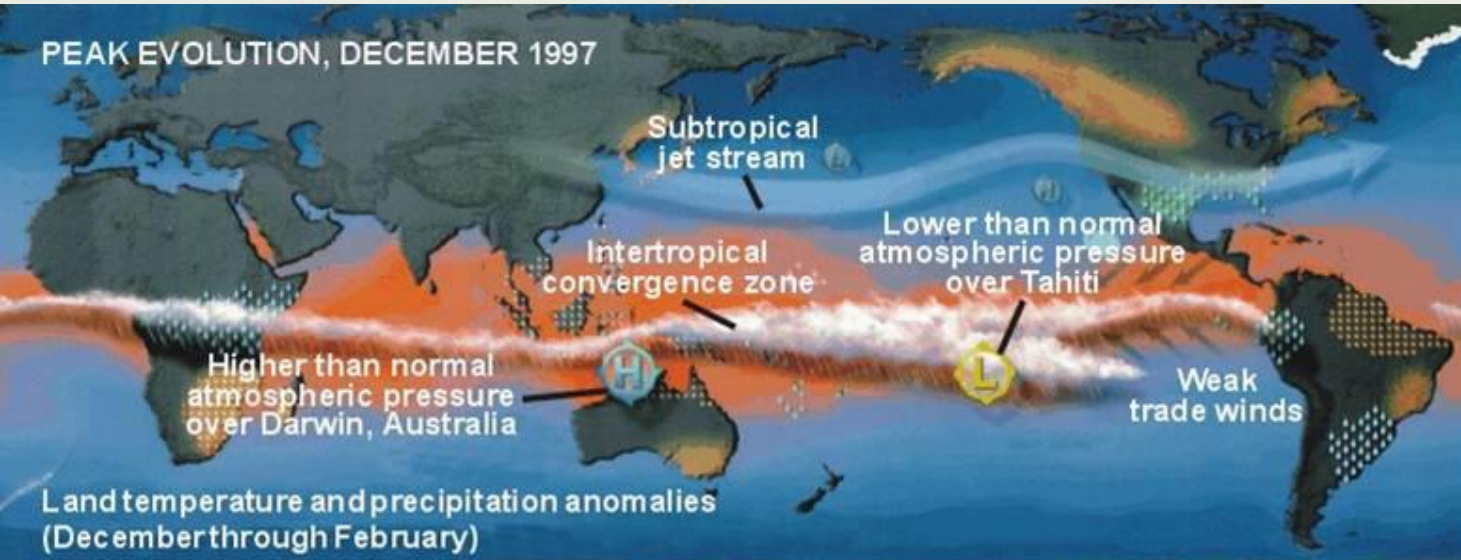 PEAK EVOLUTION, DECEMBER 1997
Subtropical
jet stream
L
H
Lower than normal
atmospheric pressure
over Tahiti
Intertropical
convergence zone
Higher than normal
atmospheric pressure
over Darwin, Australia
H
L
Weak
trade winds
Land temperature and precipitation anomalies
(December through February)